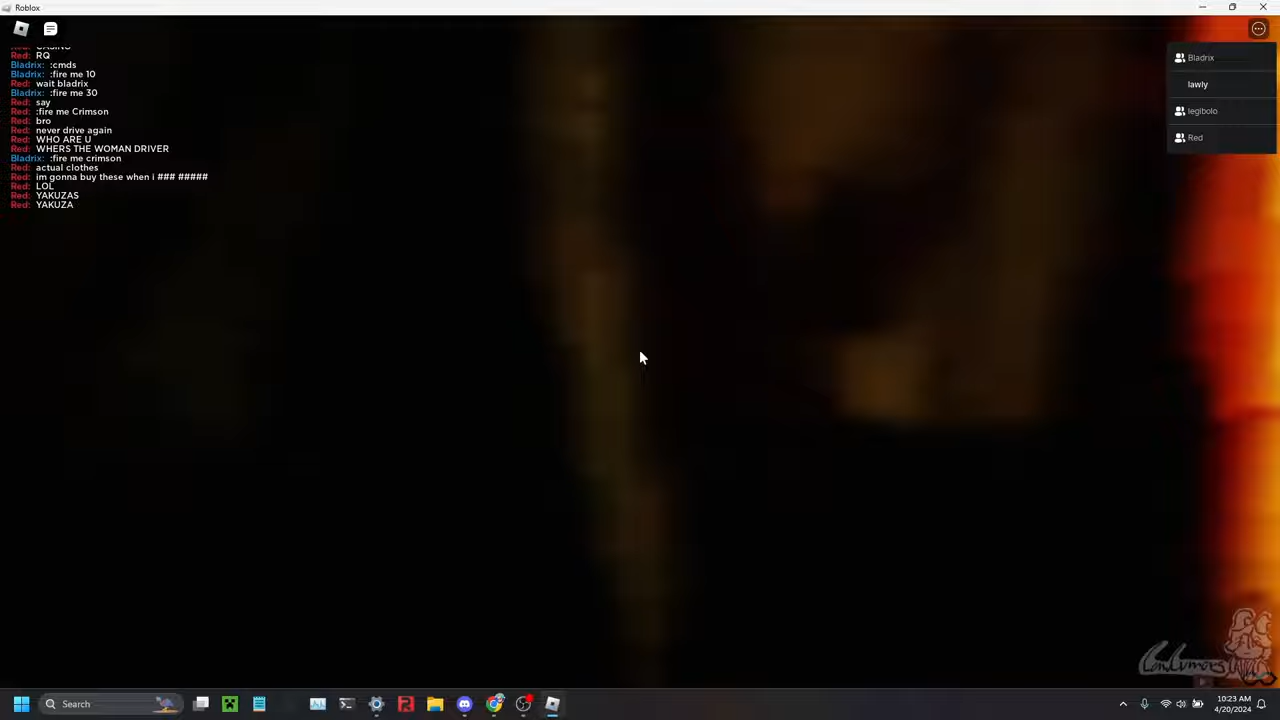 Roblox
Red: CASING
Red: RQ
Bladrix: :cmds
Bladrix: :fire me 10
Red: wait bladrix
Bladrix: :fire me 30
Red: say
Red: :fire me Crimson
Red: bro
Red: never drive again
Red: WHO ARE U
Red: WHERS THE WOMAN DRIVER
Bladrix: :fire me crimson
Red: actual clothes
Red: im gonna buy these when i ### #####
Red: LOL
Red: YAKUZAS
Red: YAKUZA
Bladrix
lawly
legibolo
Red
Search
10:23 AM
4/20/2024